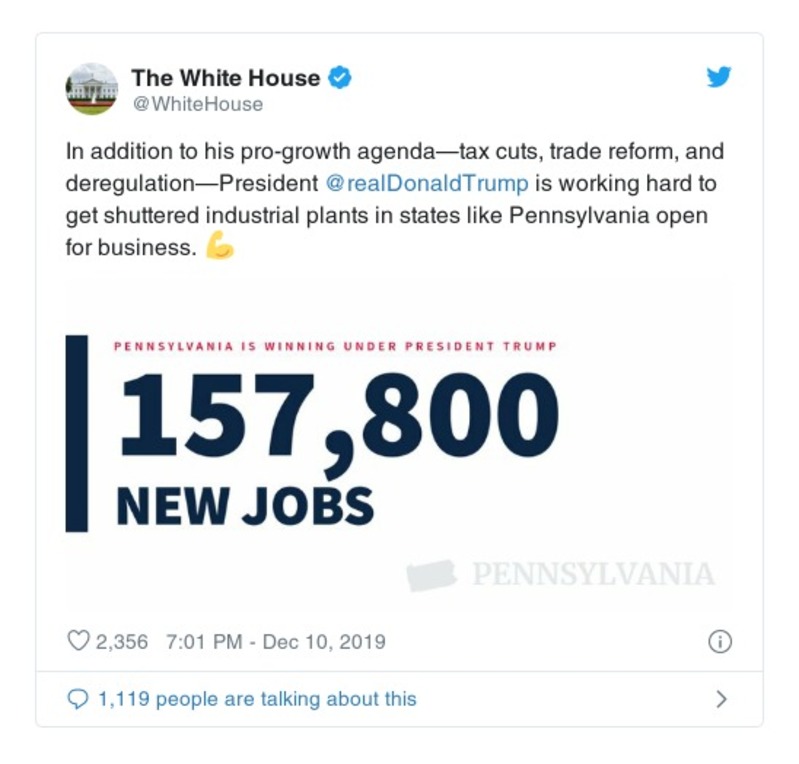 The White House
@WhiteHouse
In addition to his pro-growth agenda—tax cuts, trade reform, and
deregulation—President @realDonaldTrump is working hard to
get shuttered industrial plants in states like Pennsylvania open
for business. 💪
PENNSYLVANIA IS WINNING UNDER PRESIDENT TRUMP
157,800
NEW JOBS
PENNSYLVANIA
2,356 7:01 PM - Dec 10, 2019
1,119 people are talking about this